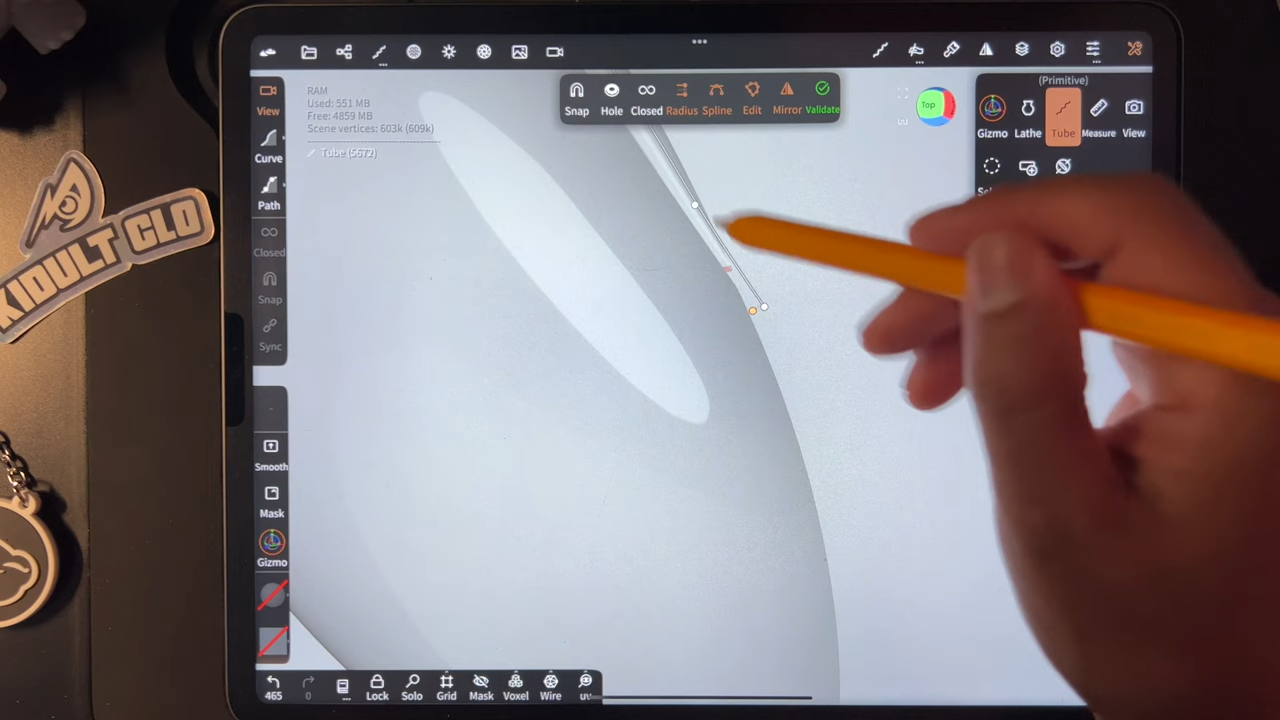 RAM
Used: 551 MB
Free: 4859 MB
Scene vertices: 603k (609k)
Tube (5672)
Snap
Hole
Closed
Radius
Spline
Edit
Mirror
Validate
Top
(Primitive)
Gizmo
Lathe
Tube
Measure
View
View
Curve
Path
Closed
Snap
Sync
Smooth
Mask
Gizmo
KIDULT CLO
465
0
Lock
Solo
Grid
Mask
Voxel
Wire
uv